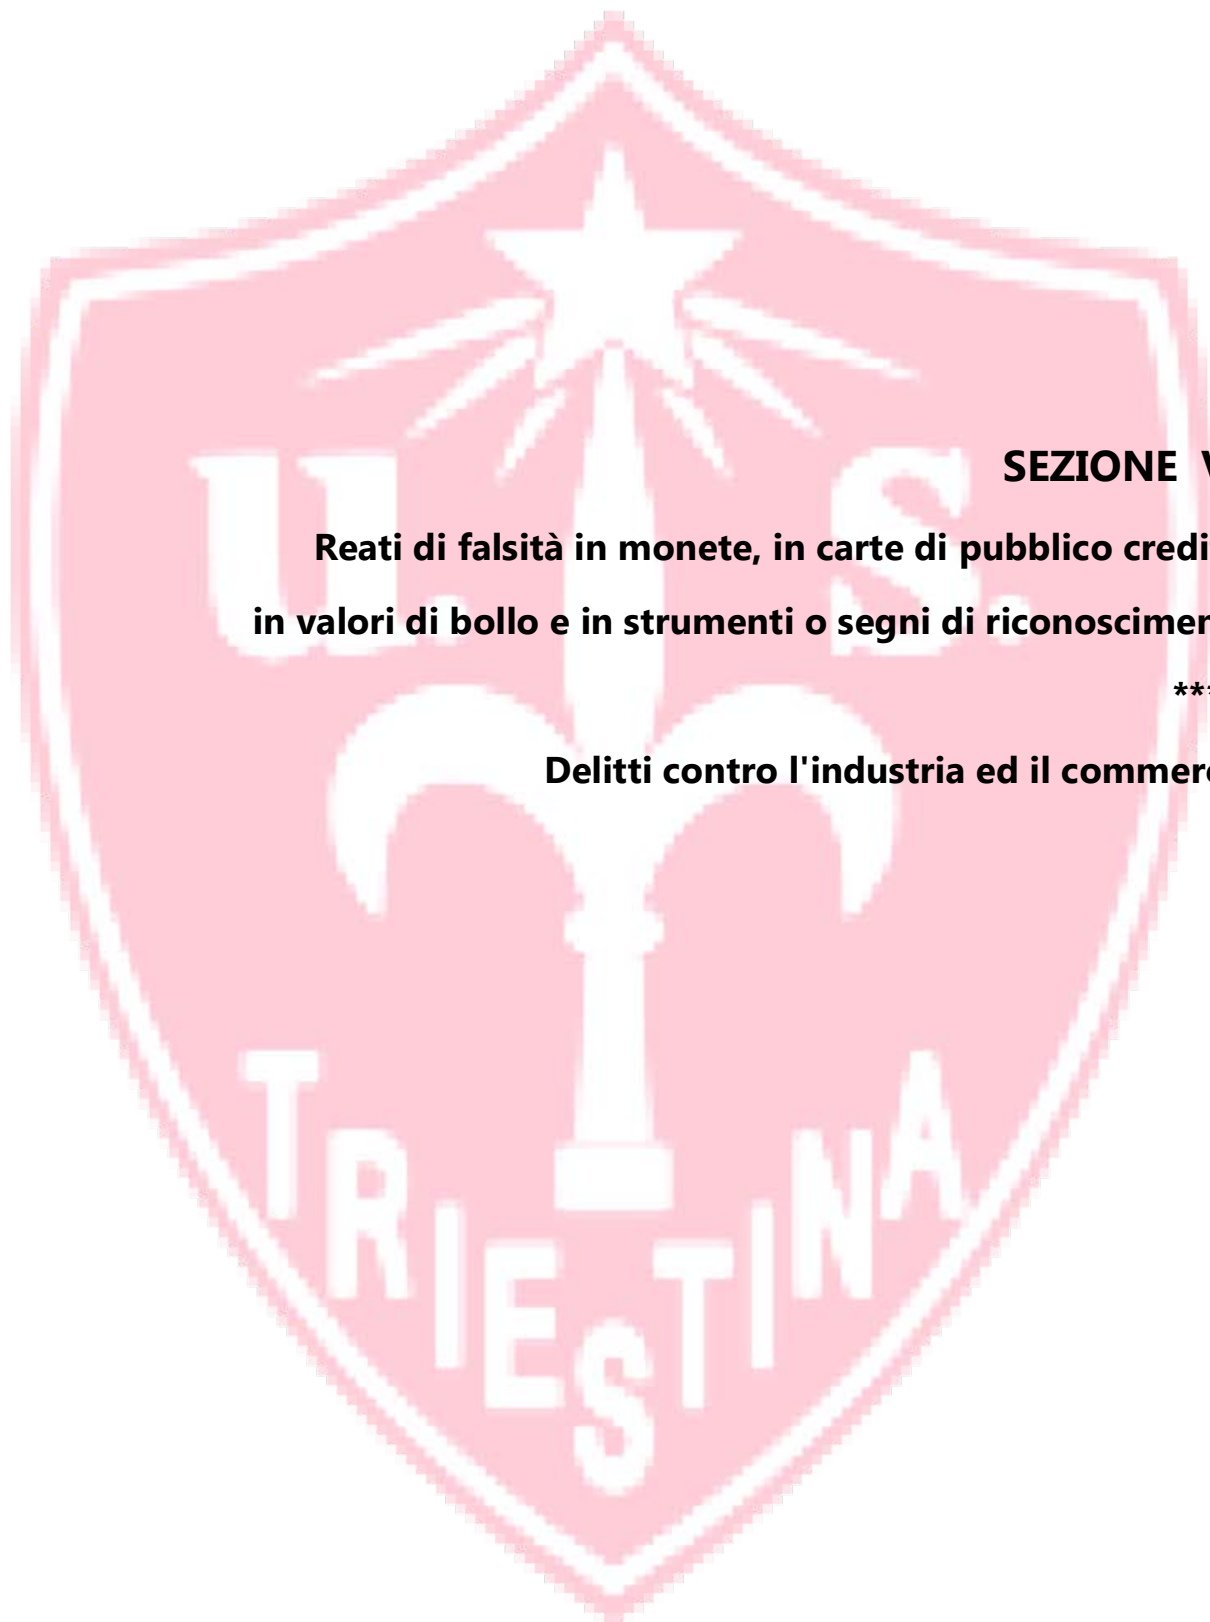 SEZIONE V
Reati di falsità in monete, in carte di pubblico credi
in valori di bollo e in strumenti o segni di riconoscimen
***
Delitti contro l'industria ed il commerc
U. S.
TRIESTINA